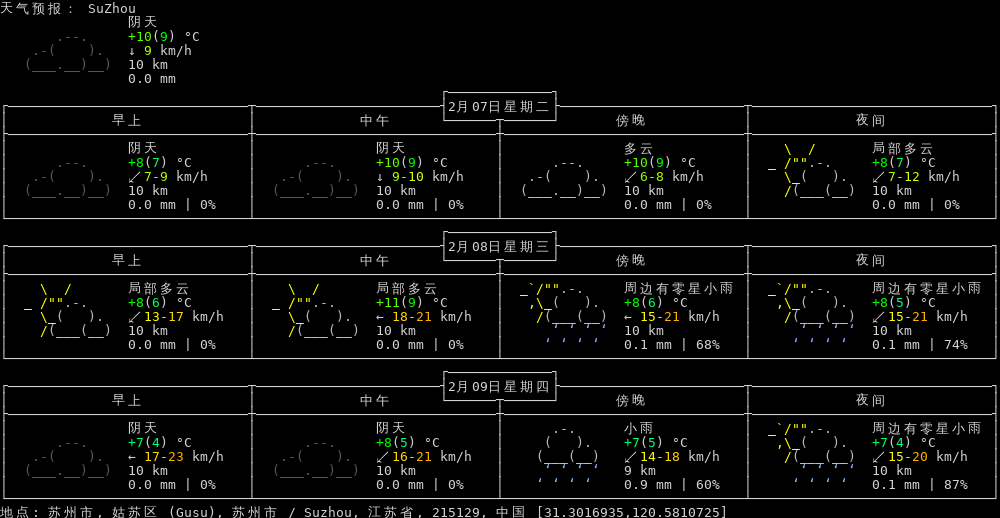 天气预报： SuZhou
阴天
+10(9) °C
↓ 9 km/h
10 km
0.0 mm
2月07日星期二
早上 中午 傍晚 夜间
阴天 阴天 多云 局部多云
+8(7) °C +10(9) °C +10(9) °C +8(7) °C
↙ 7-9 km/h ↓ 9-10 km/h ↙ 6-8 km/h ↙ 7-12 km/h
10 km 10 km 10 km 10 km
0.0 mm | 0% 0.0 mm | 0% 0.0 mm | 0% 0.0 mm | 0%
2月08日星期三
早上 中午 傍晚 夜间
局部多云 局部多云 周边有零星小雨 周边有零星小雨
+8(6) °C +11(9) °C +8(6) °C +8(5) °C
↙ 13-17 km/h ← 18-21 km/h ← 15-21 km/h ↙ 15-21 km/h
10 km 10 km 10 km 10 km
0.0 mm | 0% 0.0 mm | 0% 0.1 mm | 68% 0.1 mm | 74%
2月09日星期四
早上 中午 傍晚 夜间
阴天 阴天 小雨 周边有零星小雨
+7(4) °C +8(5) °C +7(5) °C +7(4) °C
← 17-23 km/h ↙ 16-21 km/h ↙ 14-18 km/h ↙ 15-20 km/h
10 km 10 km 9 km 10 km
0.0 mm | 0% 0.0 mm | 0% 0.9 mm | 60% 0.1 mm | 87%
地点: 苏州市, 姑苏区 (Gusu), 苏州市 / Suzhou, 江苏省, 215129, 中国 [31.3016935,120.5810725]